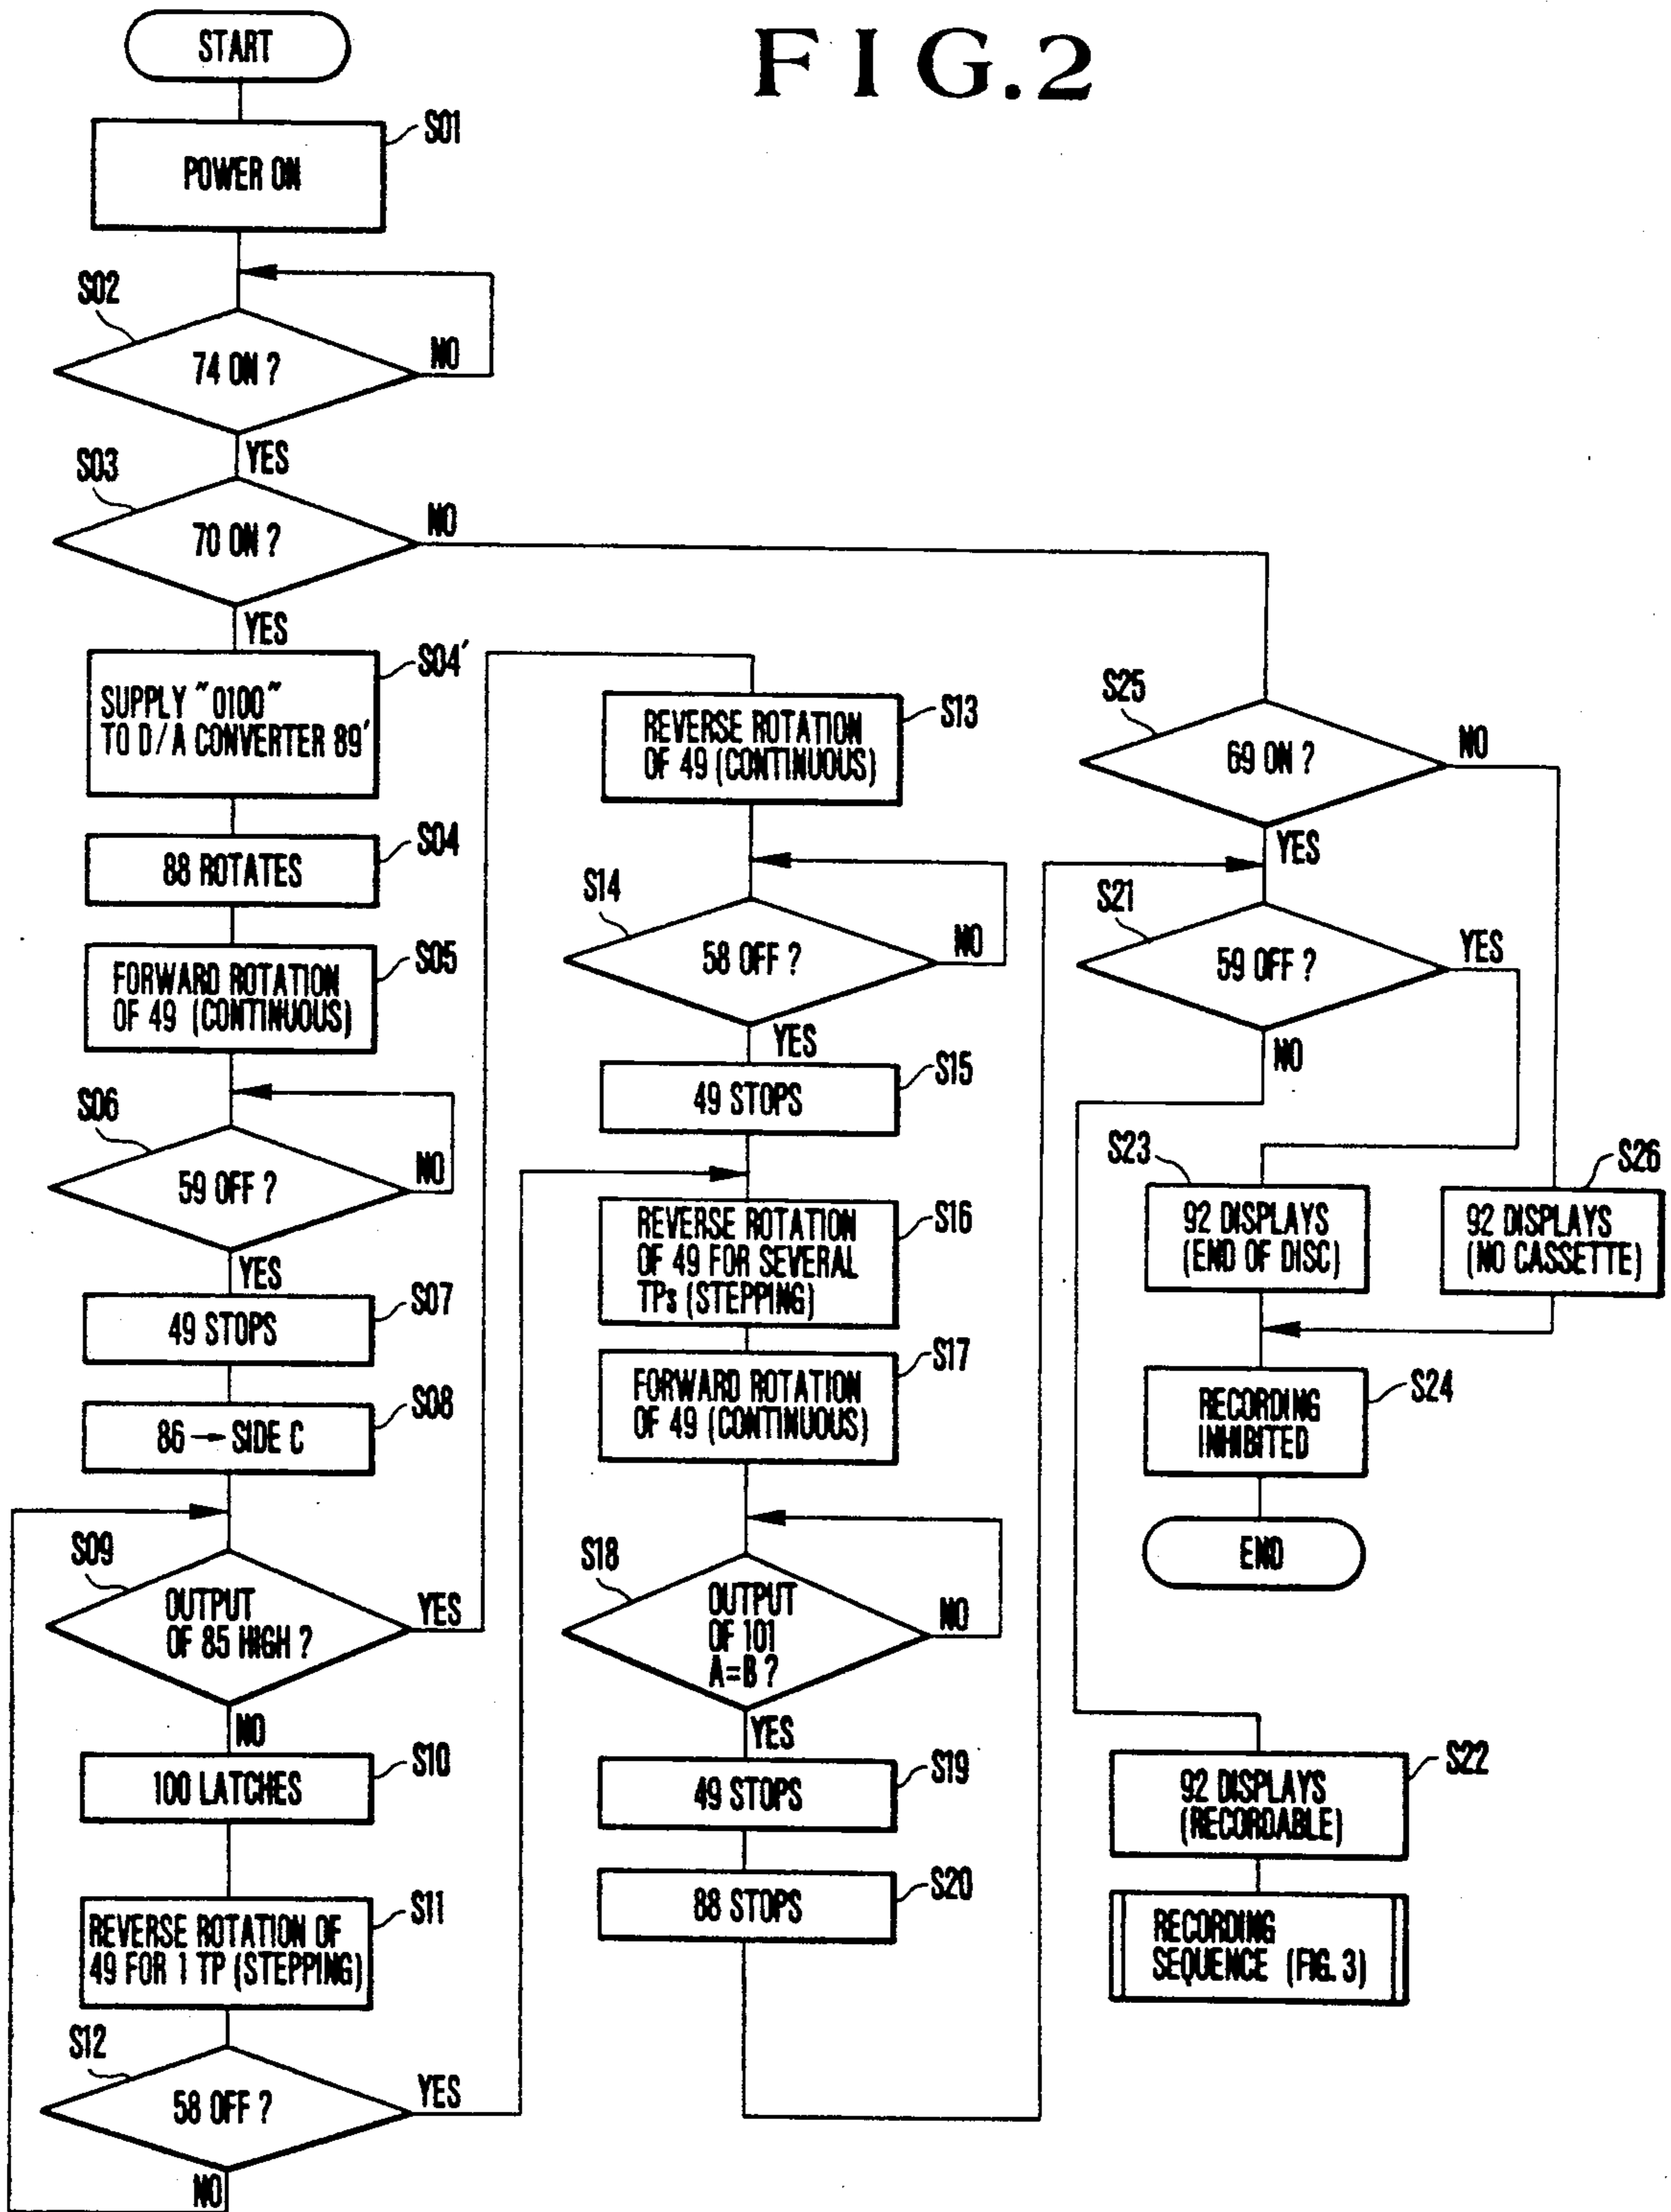 FIG.2
START
S01
POWER ON
S02
74 ON ?
NO
YES
S03
70 ON ?
NO
YES
S04'
SUPPLY "0100"
TO D/A CONVERTER 89'
S04
88 ROTATES
S05
FORWARD ROTATION
OF 49 (CONTINUOUS)
S06
59 OFF ?
NO
YES
S07
49 STOPS
S08
86 → SIDE C
S09
OUTPUT
OF 85 HIGH ?
YES
NO
S10
100 LATCHES
S11
REVERSE ROTATION OF
49 FOR 1 TP (STEPPING)
S12
58 OFF ?
YES
NO
S13
REVERSE ROTATION
OF 49 (CONTINUOUS)
S14
58 OFF ?
NO
YES
S15
49 STOPS
S16
REVERSE ROTATION
OF 49 FOR SEVERAL
TPs (STEPPING)
S17
FORWARD ROTATION
OF 49 (CONTINUOUS)
S18
OUTPUT
OF 101
A=B ?
NO
YES
S19
49 STOPS
S20
88 STOPS
S25
69 ON ?
NO
YES
S21
59 OFF ?
YES
NO
S23
92 DISPLAYS
(END OF DISC)
S26
92 DISPLAYS
(NO CASSETTE)
S24
RECORDING
INHIBITED
END
S22
92 DISPLAYS
(RECORDABLE)
RECORDING
SEQUENCE (FIG. 3)